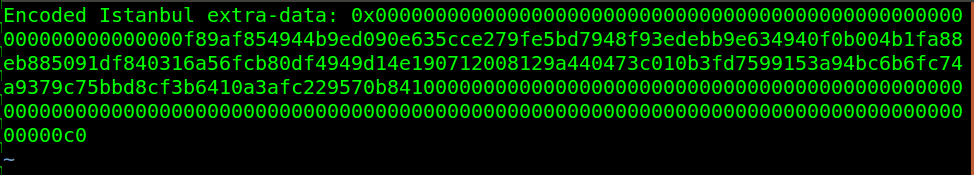 Encoded Istanbul extra-data: 0x0000000000000000000000000000000000000000000000000
000000000000000f89af854944b9ed090e635cce279fe5bd7948f93edebb9e634940f0b004b1fa88
eb885091df840316a56fcb80df4949d14e190712008129a440473c010b3fd7599153a94bc6b6fc74
a9379c75bbd8cf3b6410a3afc229570b841000000000000000000000000000000000000000000000
00000000000000000000000000000000000000000000000000000000000000000000000000000000
00000c0
~